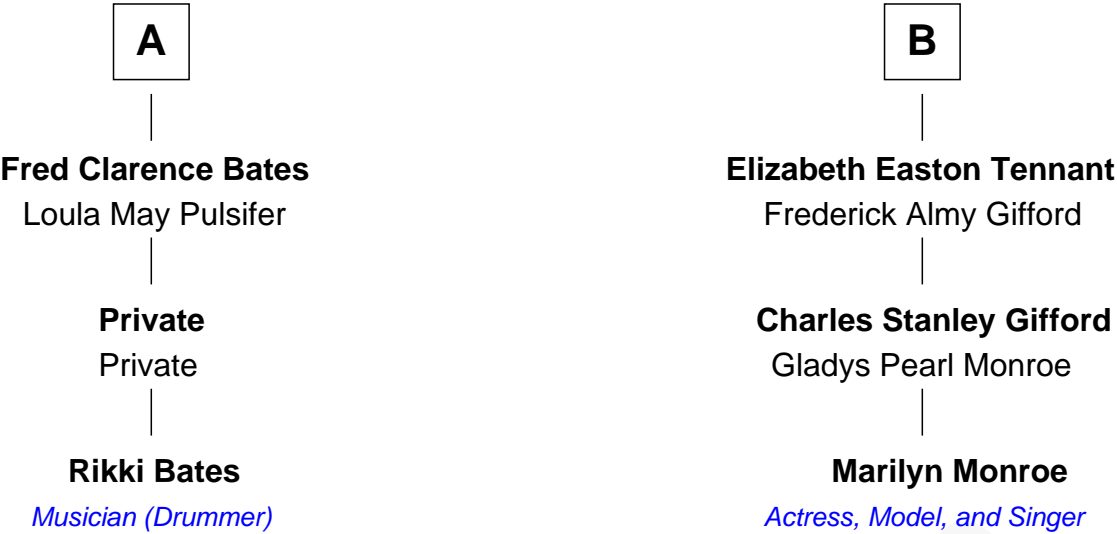 A
Fred Clarence Bates
Loula May Pulsifer
Private
Private
Rikki Bates
Musician (Drummer)
B
Elizabeth Easton Tennant
Frederick Almy Gifford
Charles Stanley Gifford
Gladys Pearl Monroe
Marilyn Monroe
Actress, Model, and Singer